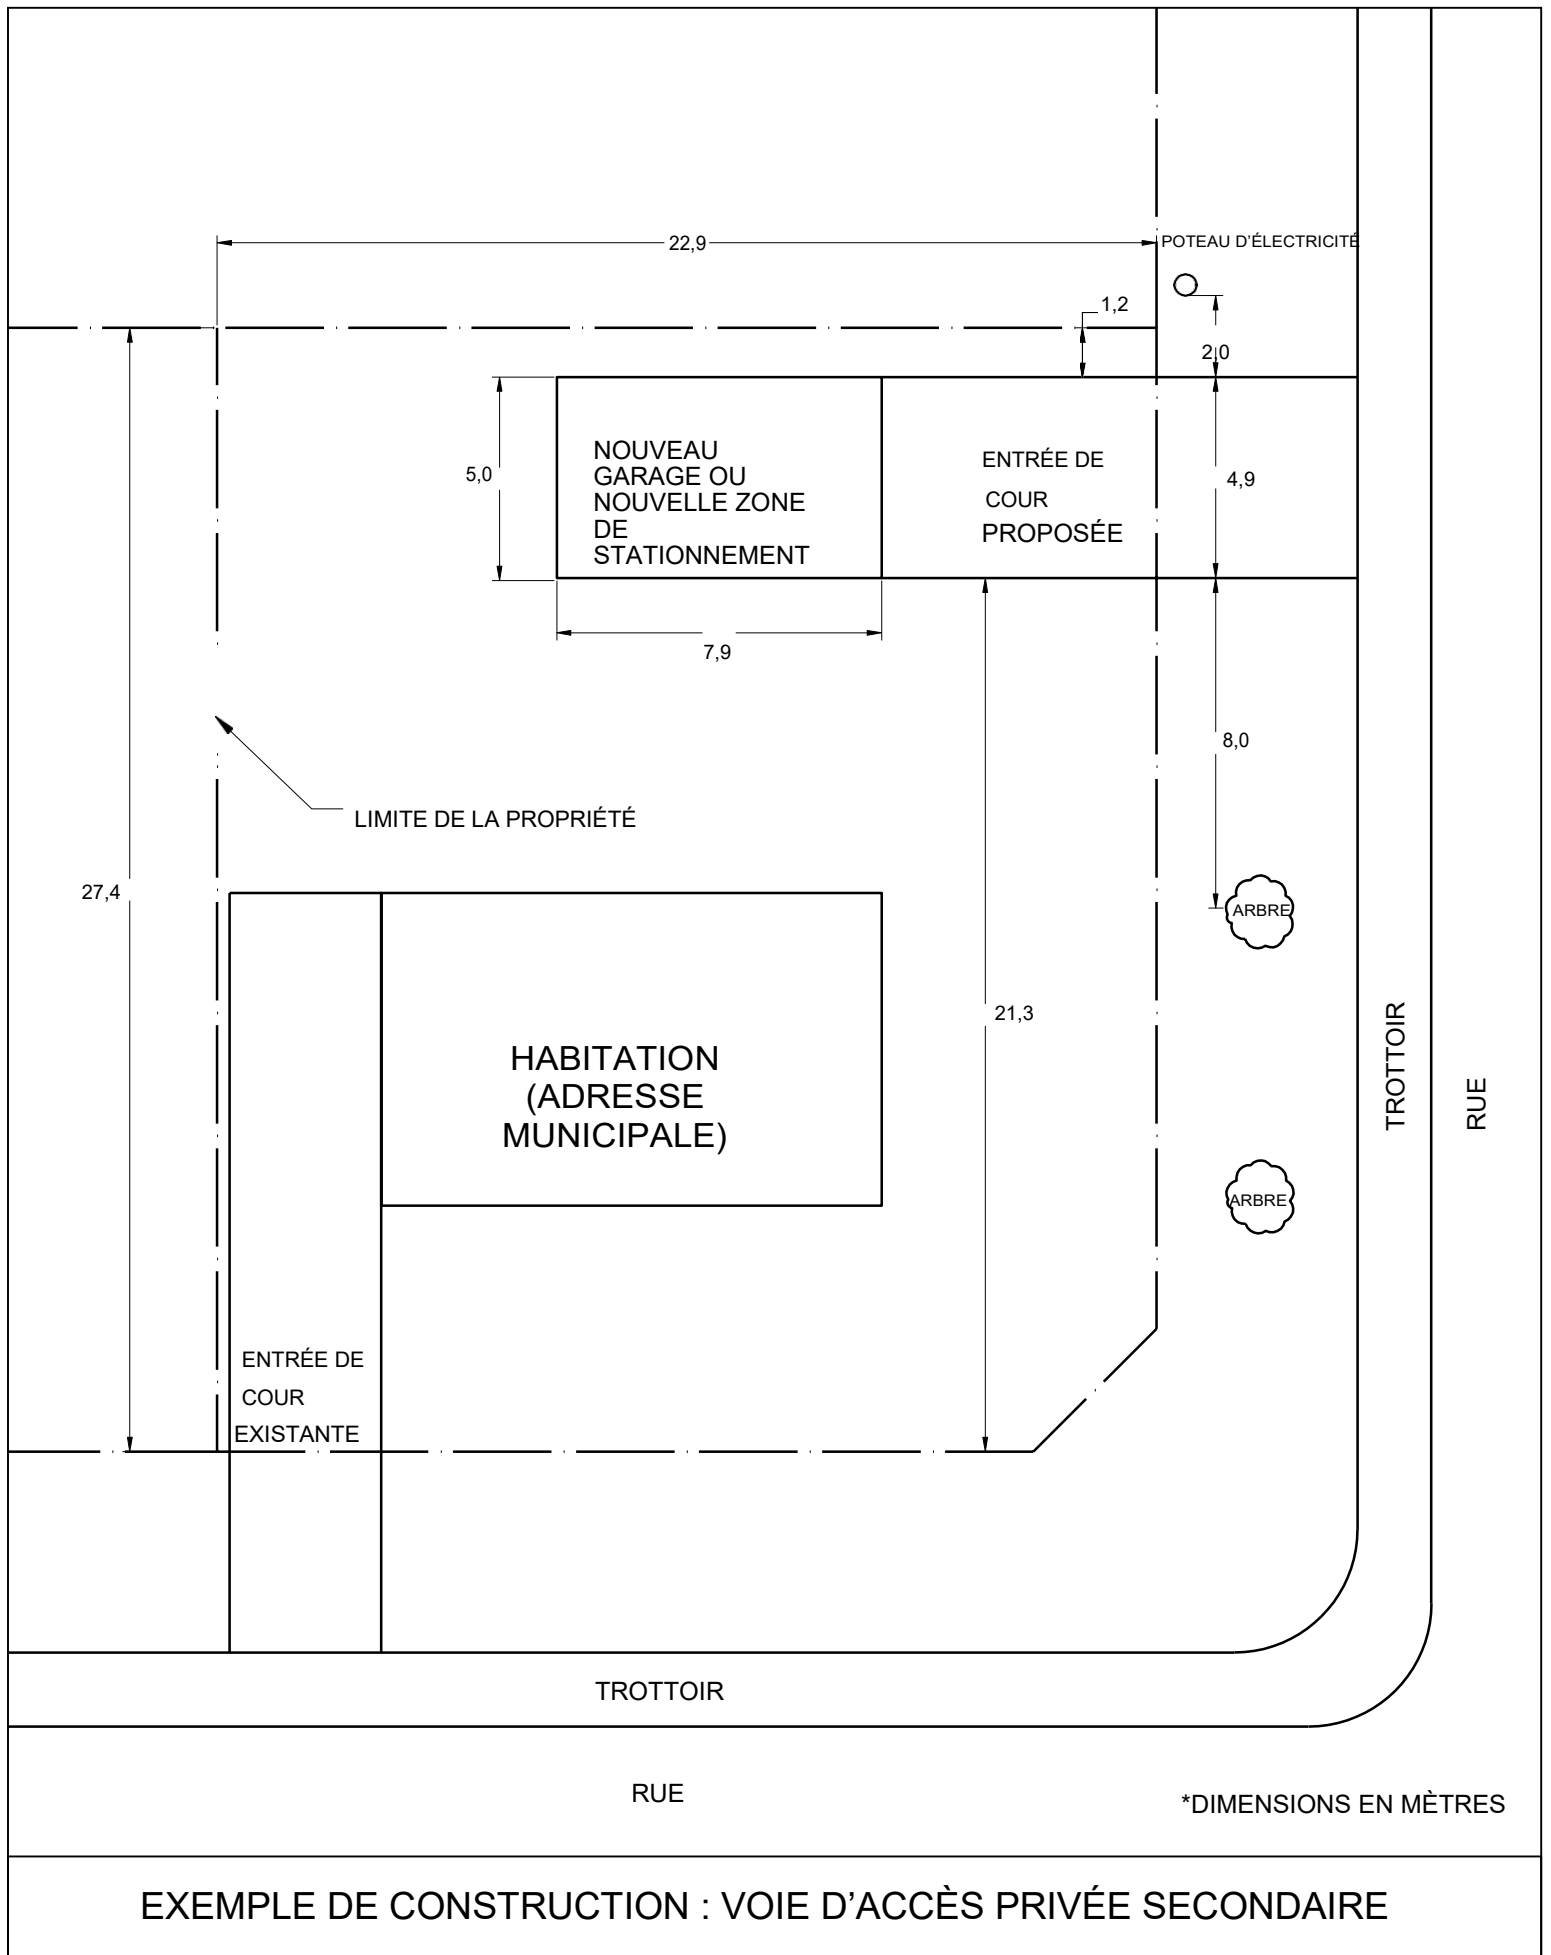 22,9
POTEAU D'ÉLECTRICITÉ
1,2
2,0
NOUVEAU
GARAGE OU
NOUVELLE ZONE
DE
STATIONNEMENT
5,0
ENTRÉE DE
COUR
PROPOSÉE
4,9
7,9
8,0
LIMITE DE LA PROPRIÉTÉ
27,4
ARBRE
21,3
HABITATION
(ADRESSE
MUNICIPALE)
TROTTOIR
RUE
ARBRE
ENTRÉE DE
COUR
EXISTANTE
TROTTOIR
RUE
*DIMENSIONS EN MÈTRES
EXEMPLE DE CONSTRUCTION : VOIE D'ACCÈS PRIVÉE SECONDAIRE